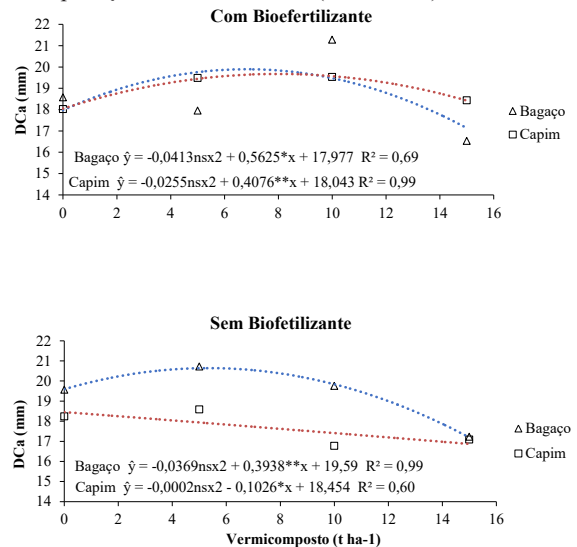 Com Bioefertilizante
22
21
20
19
18
17
16
15
14
DCa (mm)
Bagaço
Capim
Bagaço ŷ = -0,0413nsx2 + 0,5625*x + 17,977 R² = 0,69
Capim ŷ = -0,0255nsx2 + 0,4076**x + 18,043 R² = 0,99
0 2 4 6 8 10 12 14 16
Sem Biofetilizante
22
21
20
19
18
17
16
15
14
DCa (mm)
Bagaço
Capim
Bagaço ŷ = -0,0369nsx2 + 0,3938**x + 19,59 R² = 0,99
Capim ŷ = -0,0002nsx2 - 0,1026*x + 18,454 R² = 0,60
0 2 4 6 8 10 12 14 16
Vermicomposto (t ha-1)